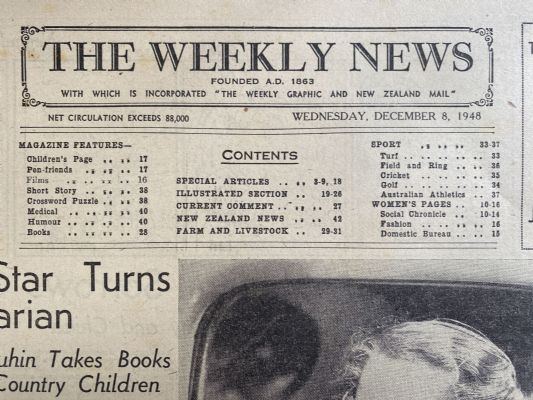 THE WEEKLY NEWS
FOUNDED A.D. 1863
WITH WHICH IS INCORPORATED "THE WEEKLY GRAPHIC AND NEW ZEALAND MAIL"
NET CIRCULATION EXCEEDS 88,000
WEDNESDAY, DECEMBER 8, 1948
MAGAZINE FEATURES—
Children's Page .. .. .. 17
Pen-friends .. .. .. 17
Films .. .. .. .. 16
Short Story .. .. .. 38
Crossword Puzzle .. .. 38
Medical .. .. .. .. 40
Humour .. .. .. .. 40
Books .. .. .. .. 28
CONTENTS
SPECIAL ARTICLES .. .. 8-9, 18
ILLUSTRATED SECTION .. 19-26
CURRENT COMMENT .. .. .. 27
NEW ZEALAND NEWS .. .. 42
FARM AND LIVESTOCK .. 29-31
SPORT .. .. .. .. 33-37
Turf .. .. .. .. 33
Field and Ring .. .. 36
Cricket .. .. .. .. 35
Golf .. .. .. .. 34
Australian Athletics .. 37
WOMEN'S PAGES .. .. 10-16
Social Chronicle .. .. 10-14
Fashion .. .. .. .. 16
Domestic Bureau .. .. 15
Star Turns
arian
uhin Takes Books
Country Children